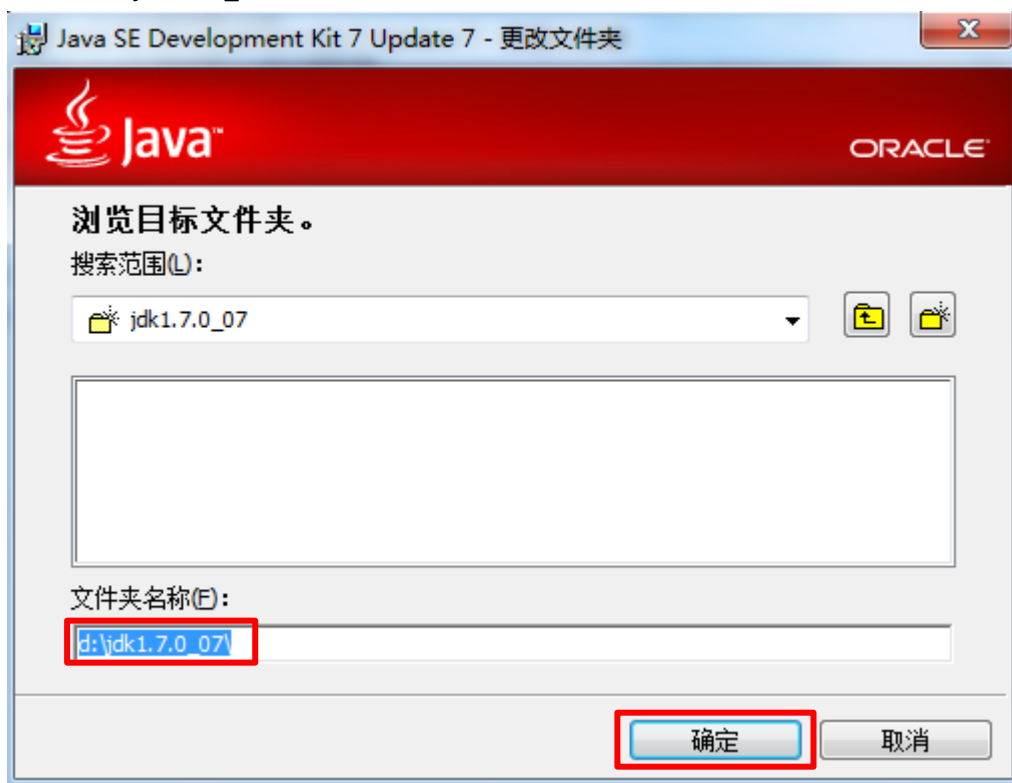 Java SE Development Kit 7 Update 7 - 更改文件夹
Java™
ORACLE
浏览目标文件夹。
搜索范围(L):
jdk1.7.0_07
文件夹名称(F):
d:\jdk1.7.0_07\
确定
取消